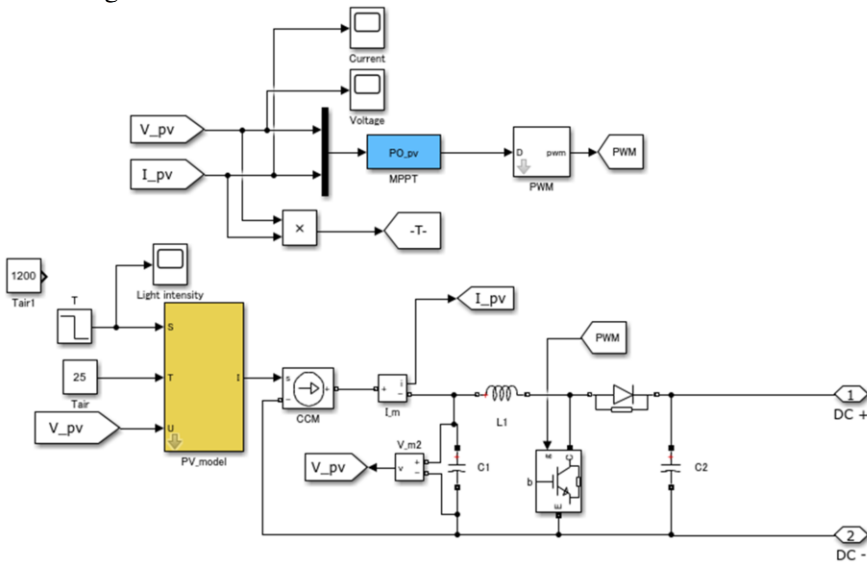 Current
Voltage
V_pv
I_pv
PO_pv
MPPT
D
pwm
PWM
PWM
×
-T-
1200
Tair1
Light intensity
T
25
Tair
V_pv
S
T
U
I
PV_model
s
+
-
CCM
+
i
-
I_m
I_pv
PWM
L1
V_m2
V_pv
v
+
-
C1
g
C
b
E
C2
1
DC +
2
DC -